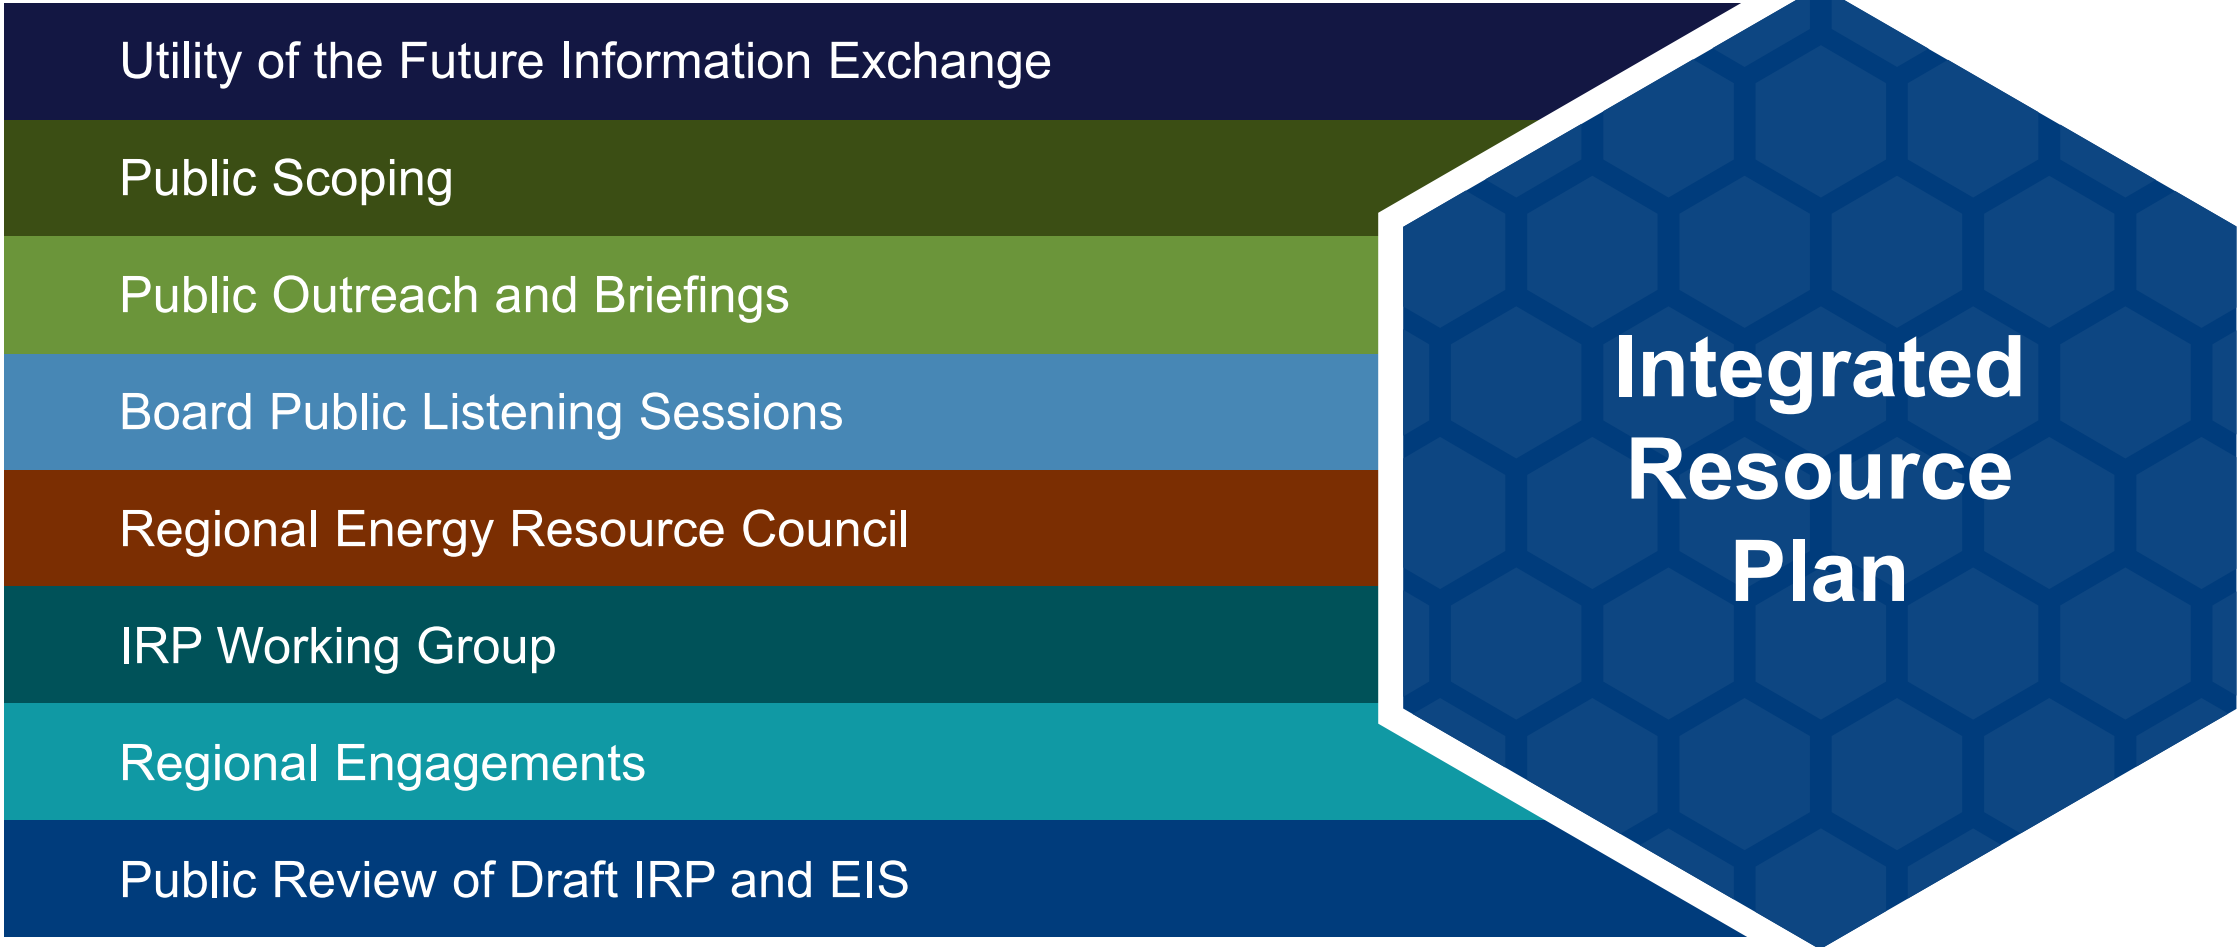 Utility of the Future Information Exchange
Public Scoping
Public Outreach and Briefings
Board Public Listening Sessions
Regional Energy Resource Council
IRP Working Group
Regional Engagements
Public Review of Draft IRP and EIS
Integrated
Resource
Plan